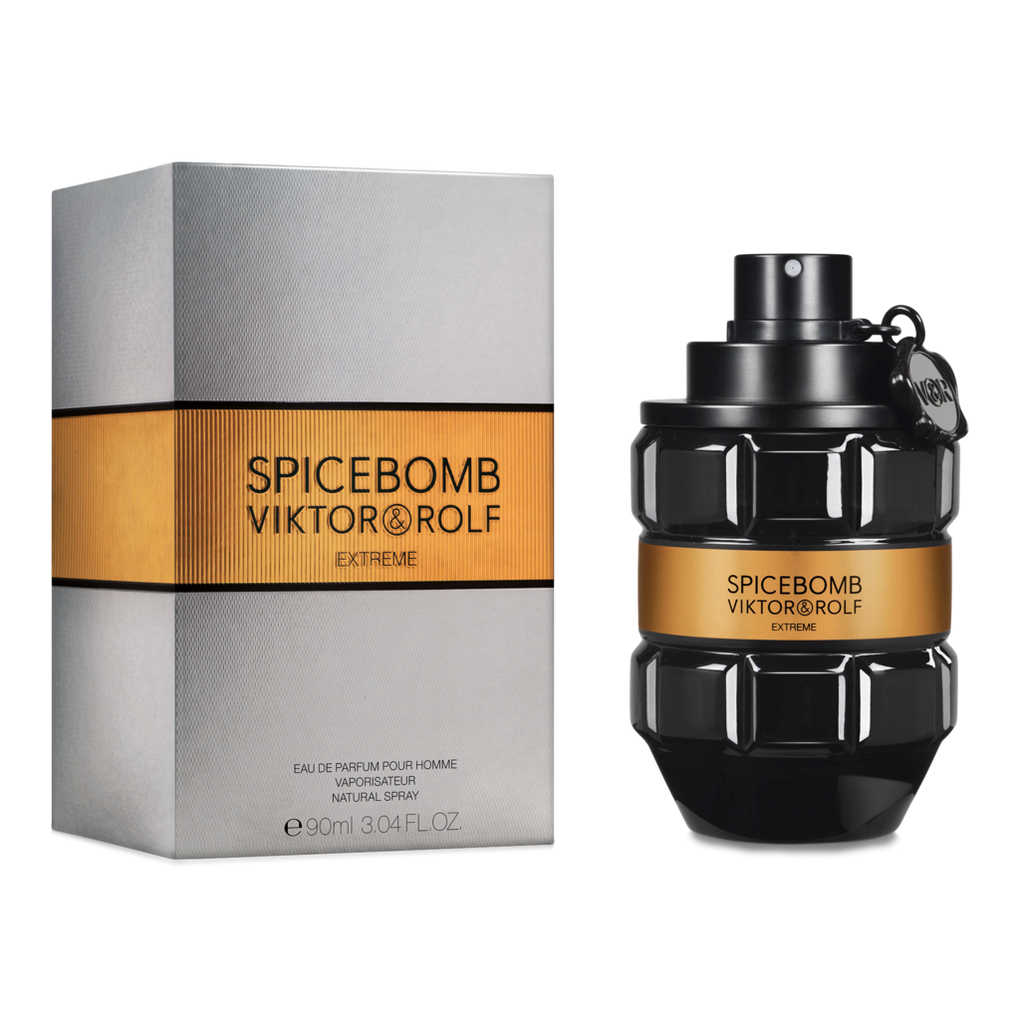 SPICEBOMB
VIKTOR&ROLF
EXTREME
EAU DE PARFUM POUR HOMME
VAPORISATEUR
NATURAL SPRAY
℮90ml 3.04 FL.OZ.
V&R
SPICEBOMB
VIKTOR&ROLF
EXTREME